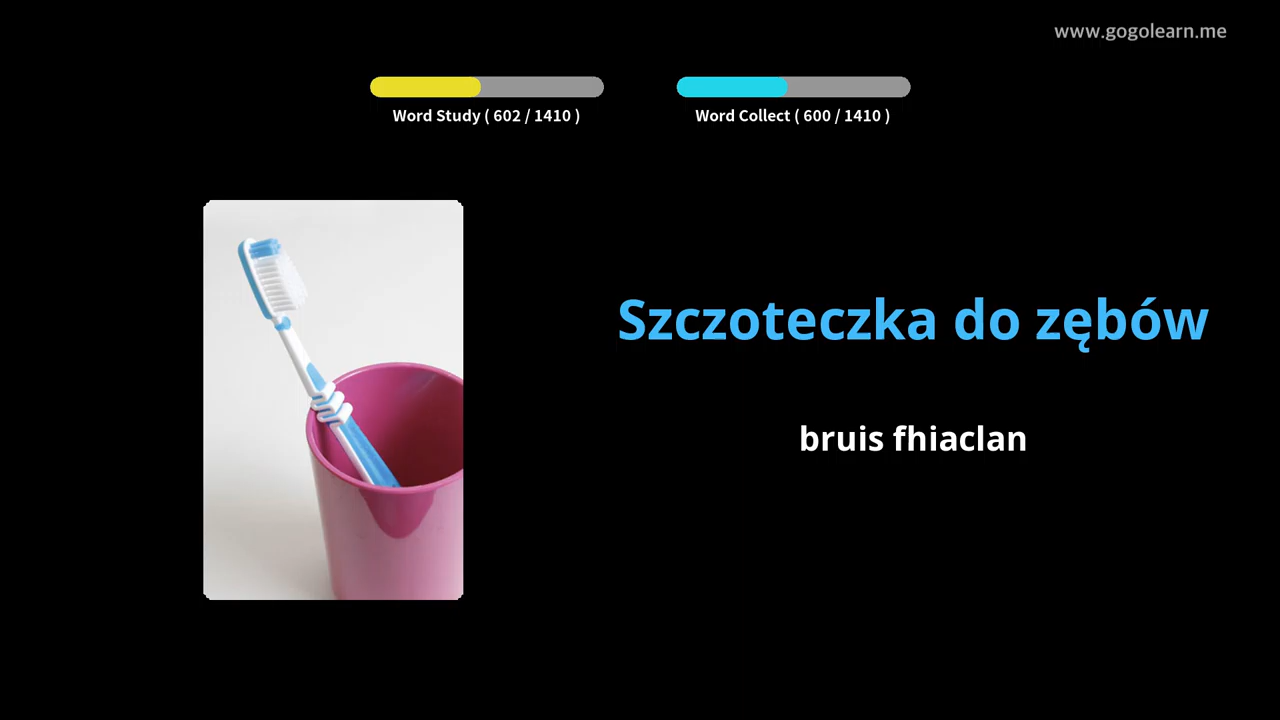 www.gogolearn.me
Word Study ( 602 / 1410 )
Word Collect ( 600 / 1410 )
Szczoteczka do zębów
bruis fhiaclan